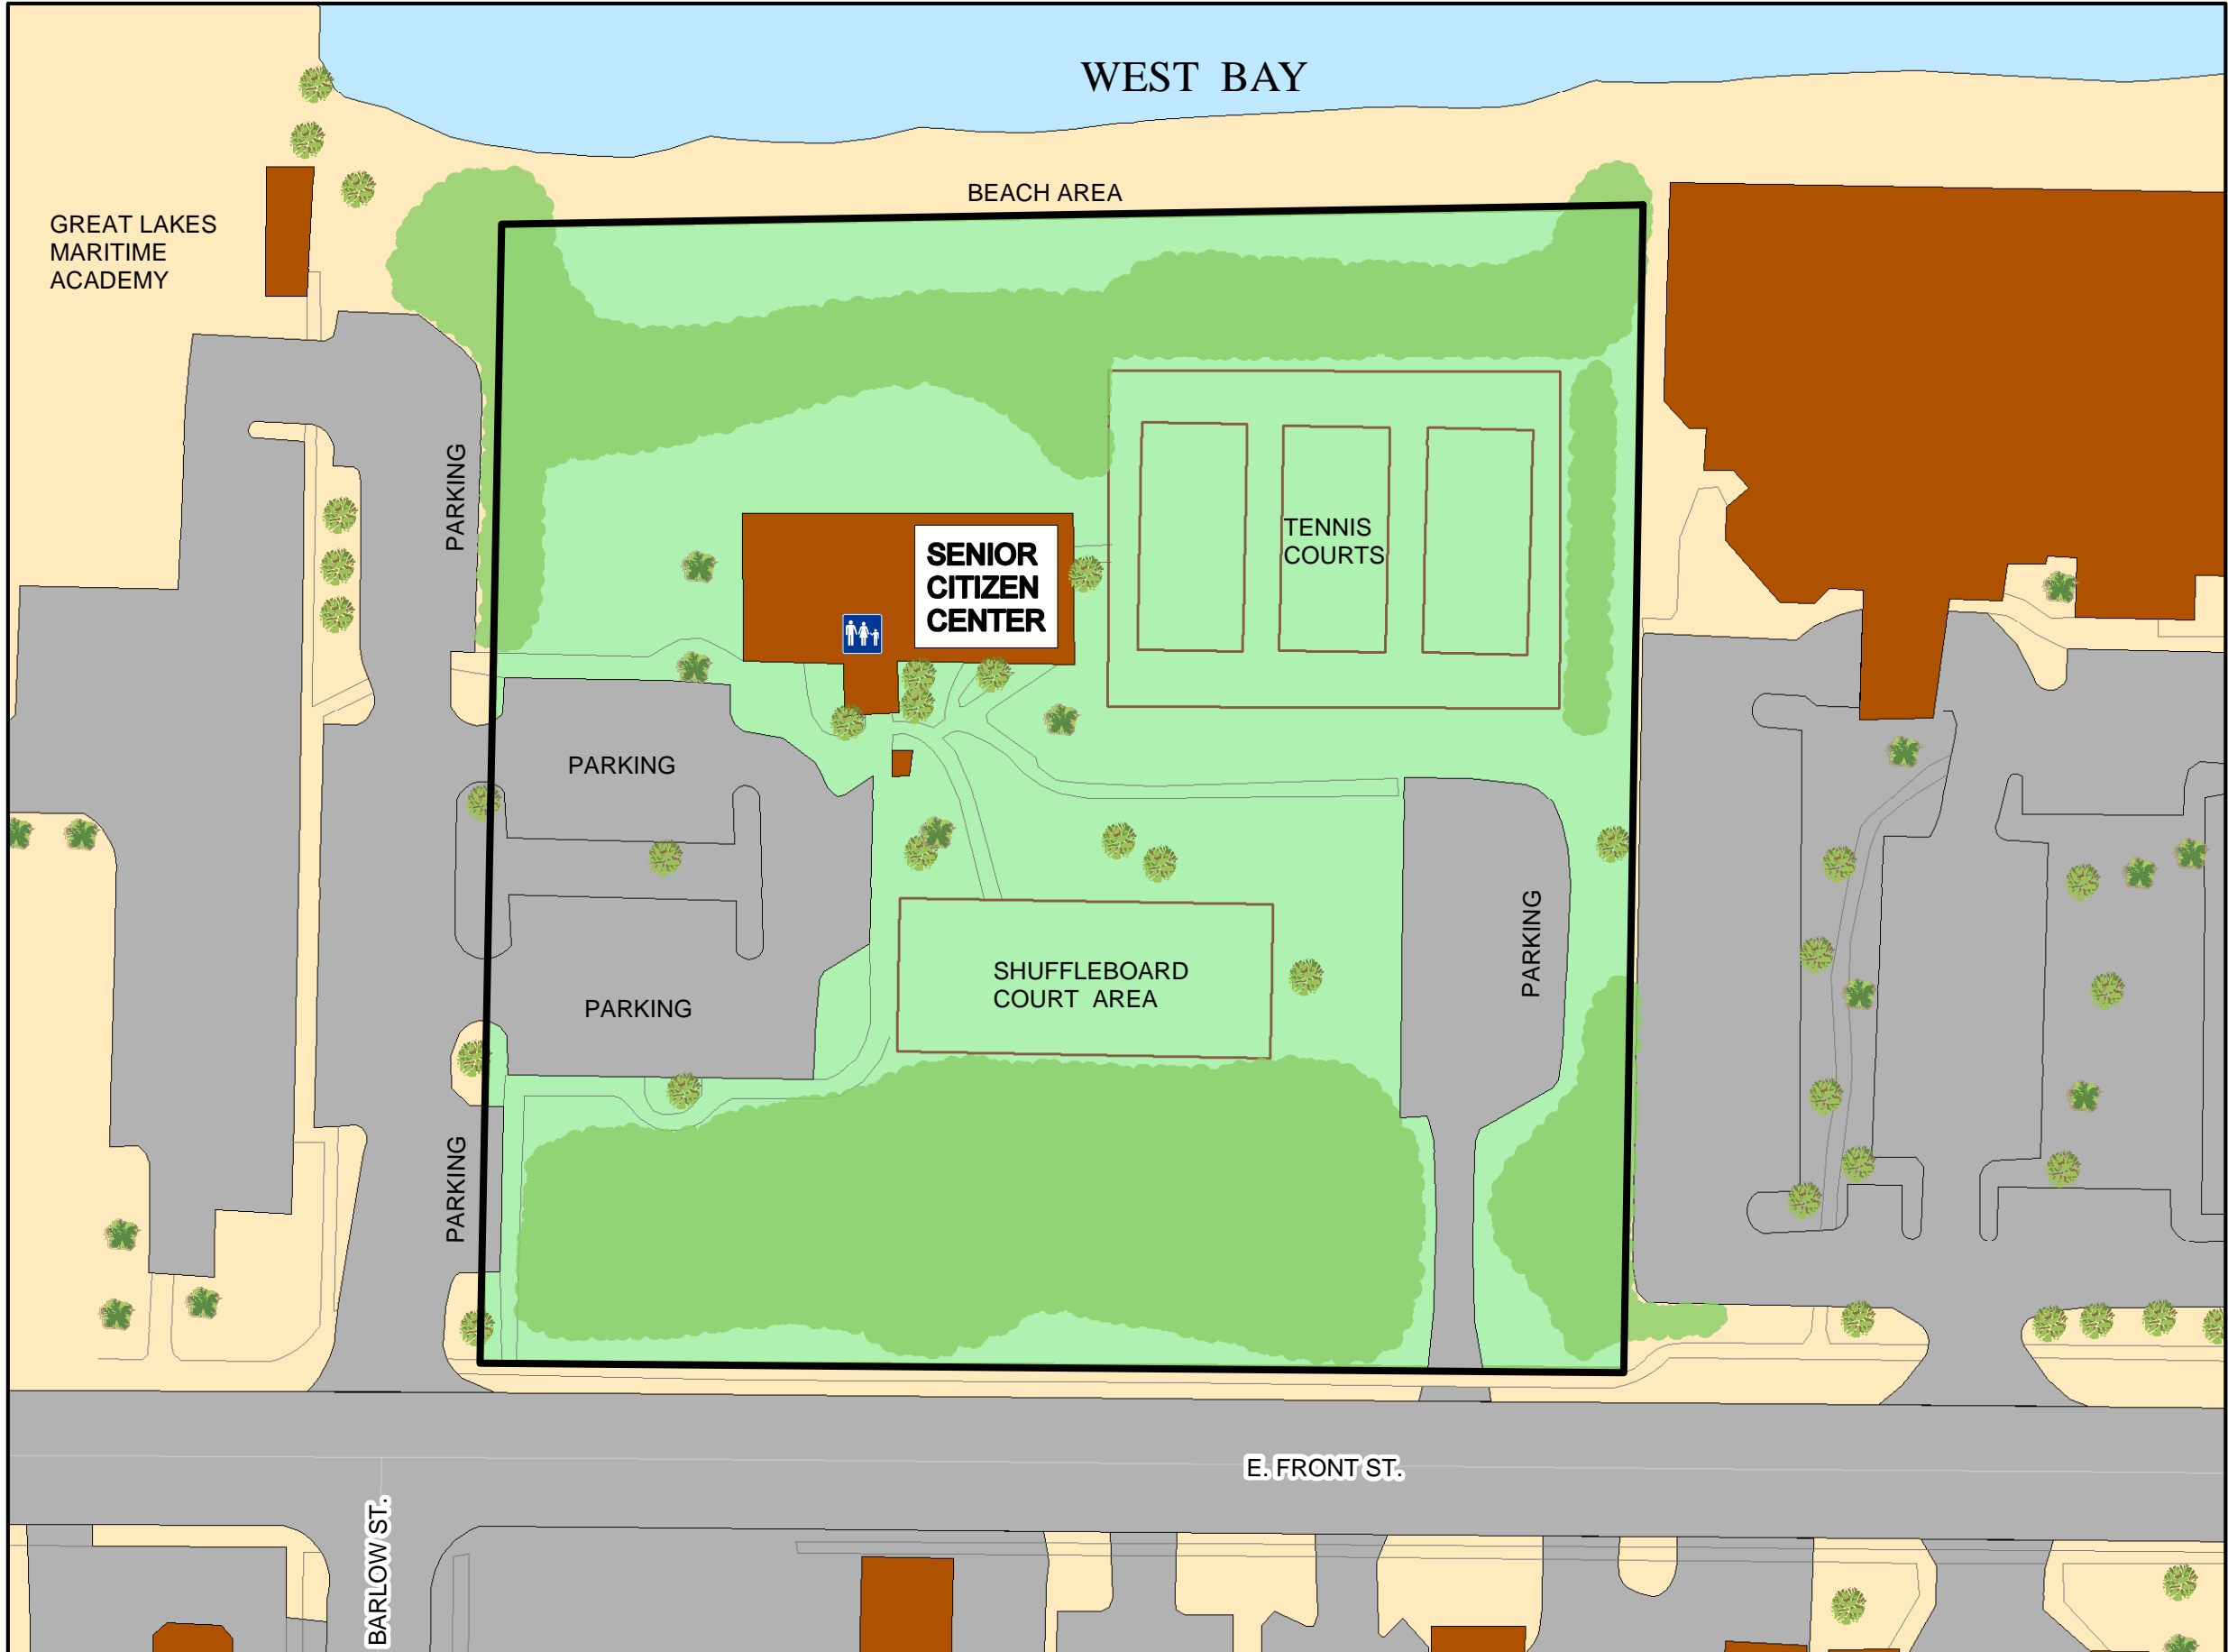 WEST BAY
BEACH AREA
GREAT LAKES
MARITIME
ACADEMY
PARKING
SENIOR
CITIZEN
CENTER
TENNIS
COURTS
PARKING
PARKING
SHUFFLEBOARD
COURT AREA
PARKING
PARKING
E. FRONT ST.
BARLOW ST.